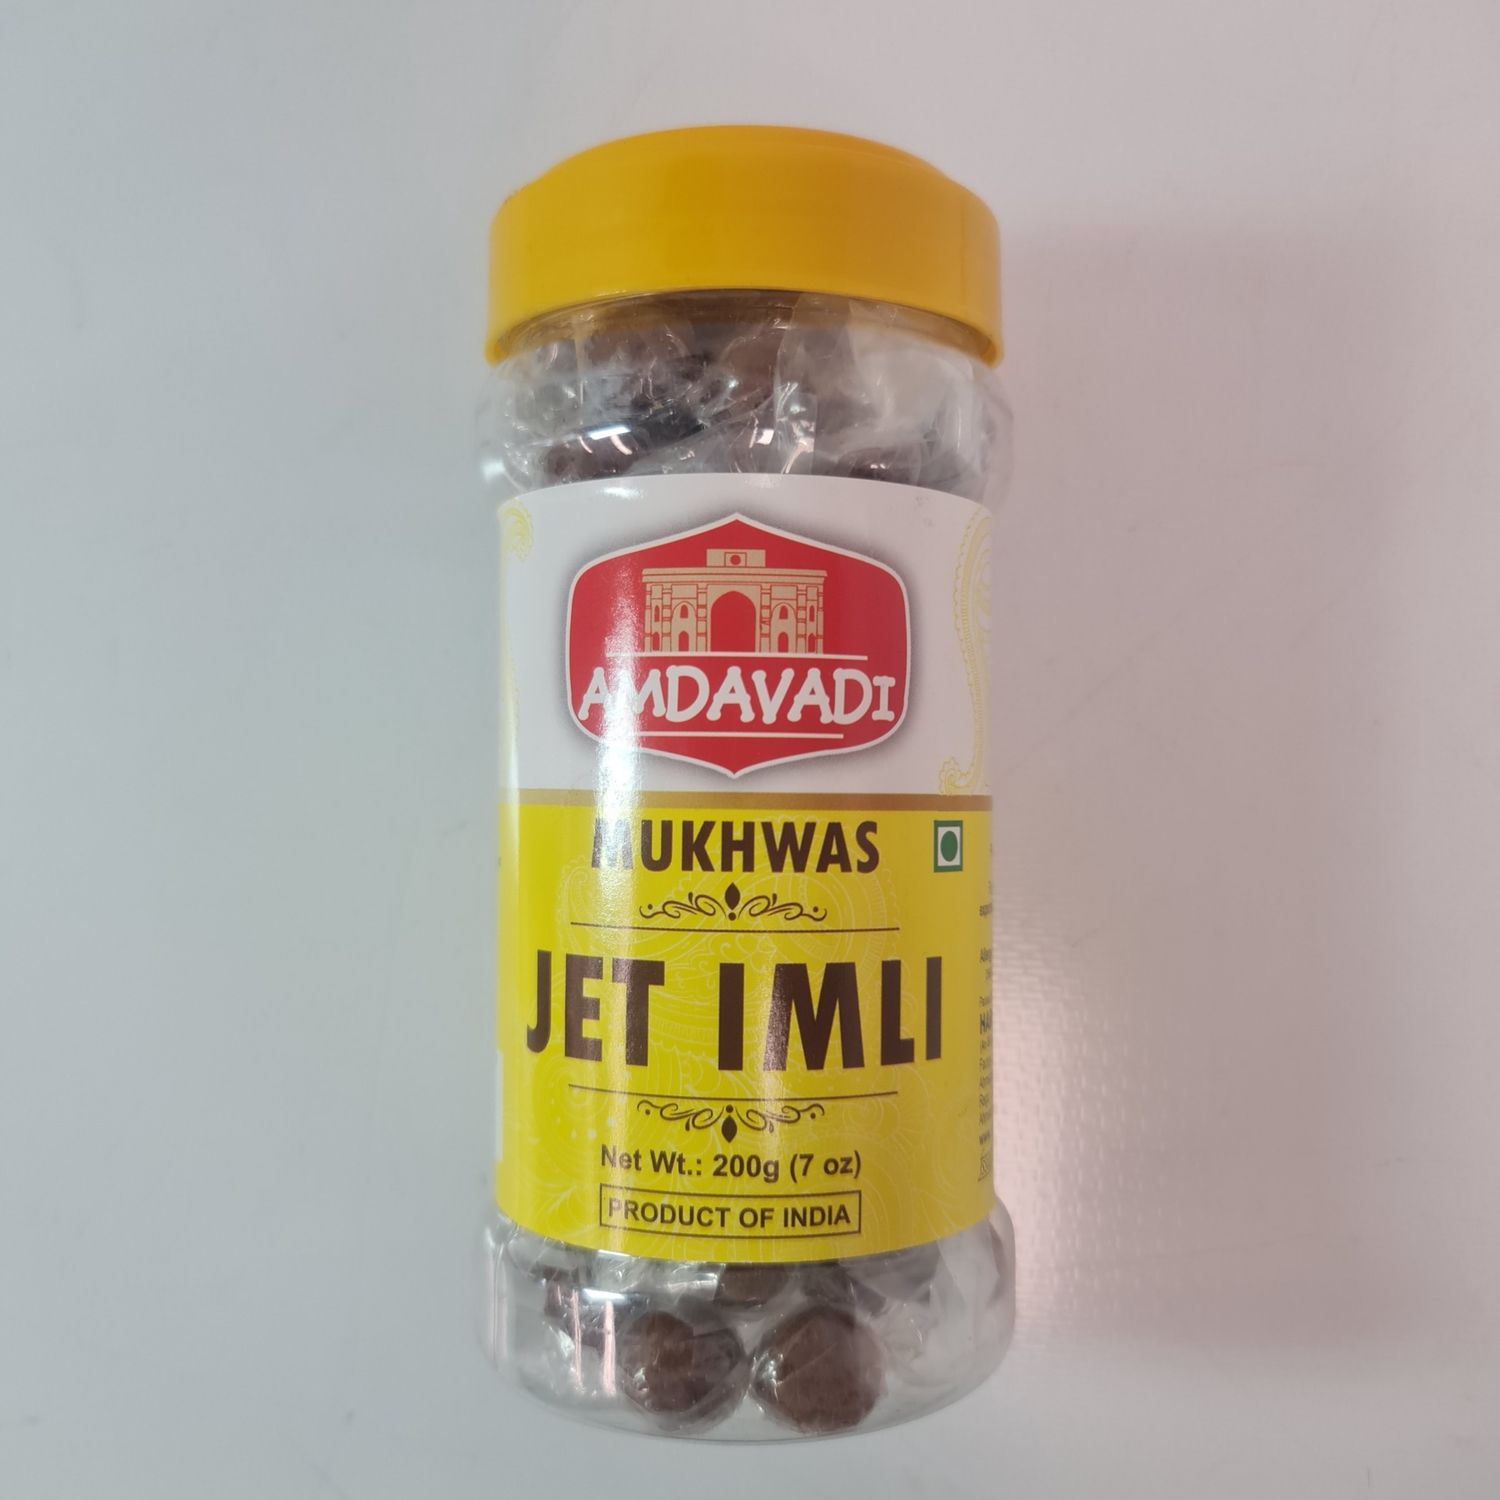 AMDAVADI
MUKHWAS
JET IMLI
Net Wt.: 200g (7 oz)
PRODUCT OF INDIA